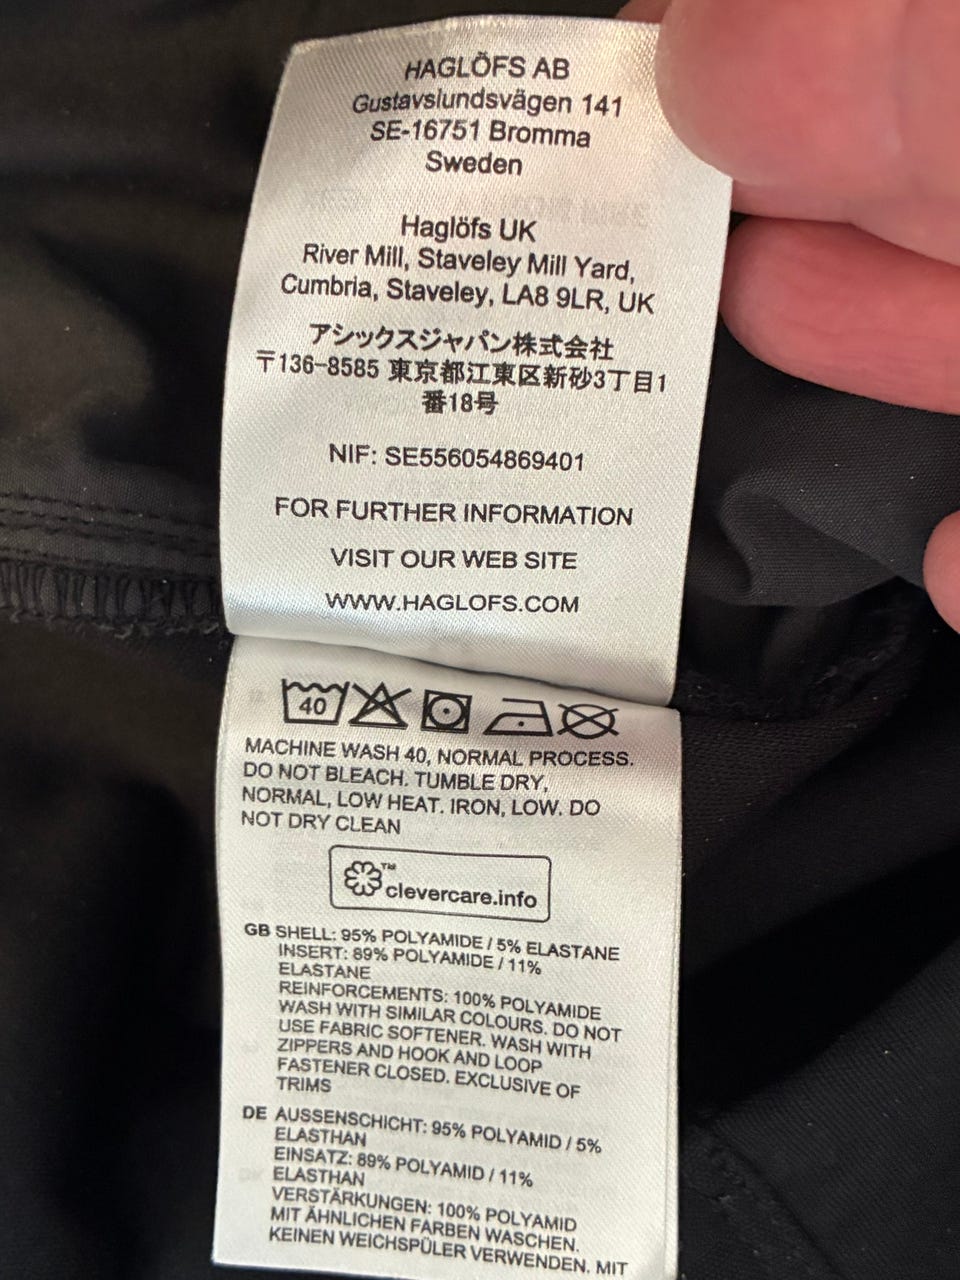 HAGLÖFS AB
Gustavslundsvägen 141
SE-16751 Bromma
Sweden
Haglöfs UK
River Mill, Staveley Mill Yard,
Cumbria, Staveley, LA8 9LR, UK
アシックスジャパン株式会社
〒136-8585 東京都江東区新砂3丁目1
番18号
NIF: SE556054869401
FOR FURTHER INFORMATION
VISIT OUR WEB SITE
WWW.HAGLOFS.COM
40
MACHINE WASH 40, NORMAL PROCESS.
DO NOT BLEACH. TUMBLE DRY,
NORMAL, LOW HEAT. IRON, LOW. DO
NOT DRY CLEAN
™
clevercare.info
GB SHELL: 95% POLYAMIDE / 5% ELASTANE
INSERT: 89% POLYAMIDE / 11%
ELASTANE
REINFORCEMENTS: 100% POLYAMIDE
WASH WITH SIMILAR COLOURS. DO NOT
USE FABRIC SOFTENER. WASH WITH
ZIPPERS AND HOOK AND LOOP
FASTENER CLOSED. EXCLUSIVE OF
TRIMS
DE AUSSENSCHICHT: 95% POLYAMID / 5%
ELASTHAN
EINSATZ: 89% POLYAMID / 11%
ELASTHAN
VERSTÄRKUNGEN: 100% POLYAMID
MIT ÄHNLICHEN FARBEN WASCHEN.
KEINEN WEICHSPÜLER VERWENDEN. MIT